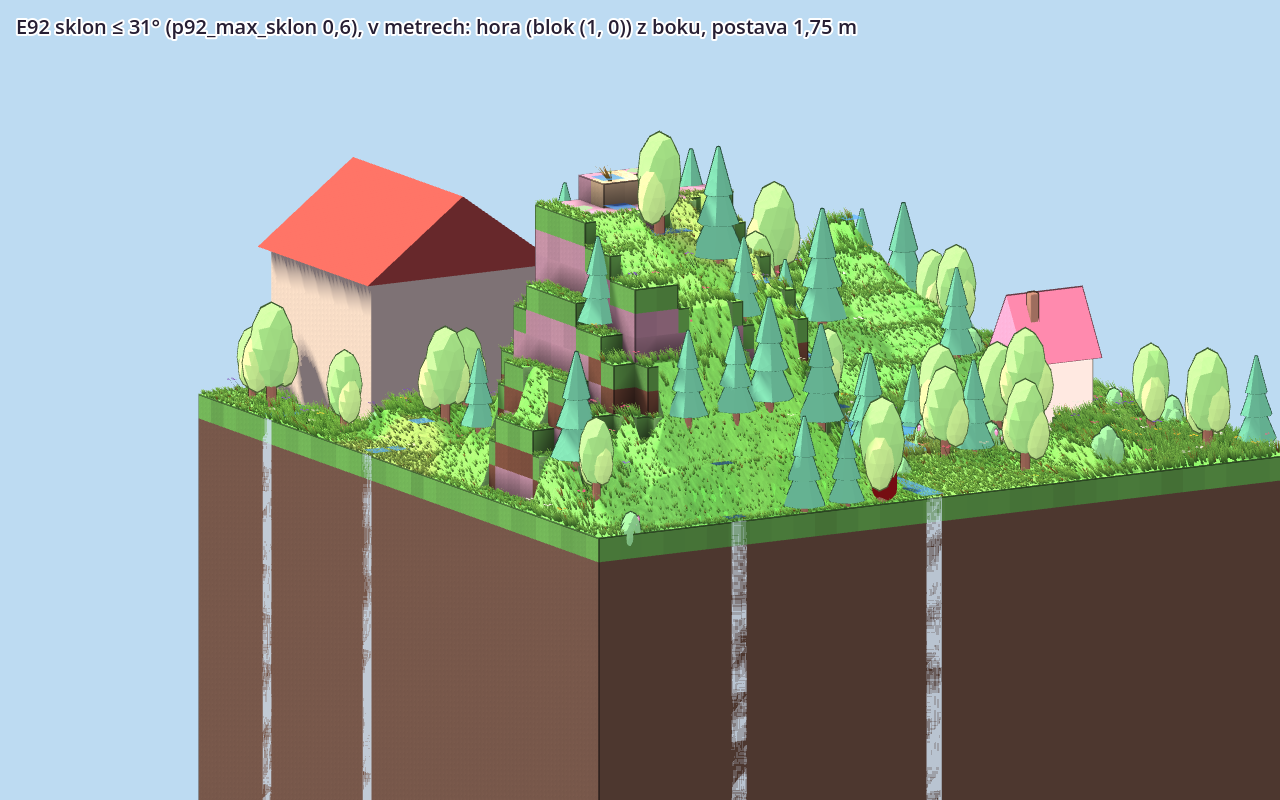 E92 sklon ≤ 31° (p92_max_sklon 0,6), v metrech: hora (blok (1, 0)) z boku, postava 1,75 m